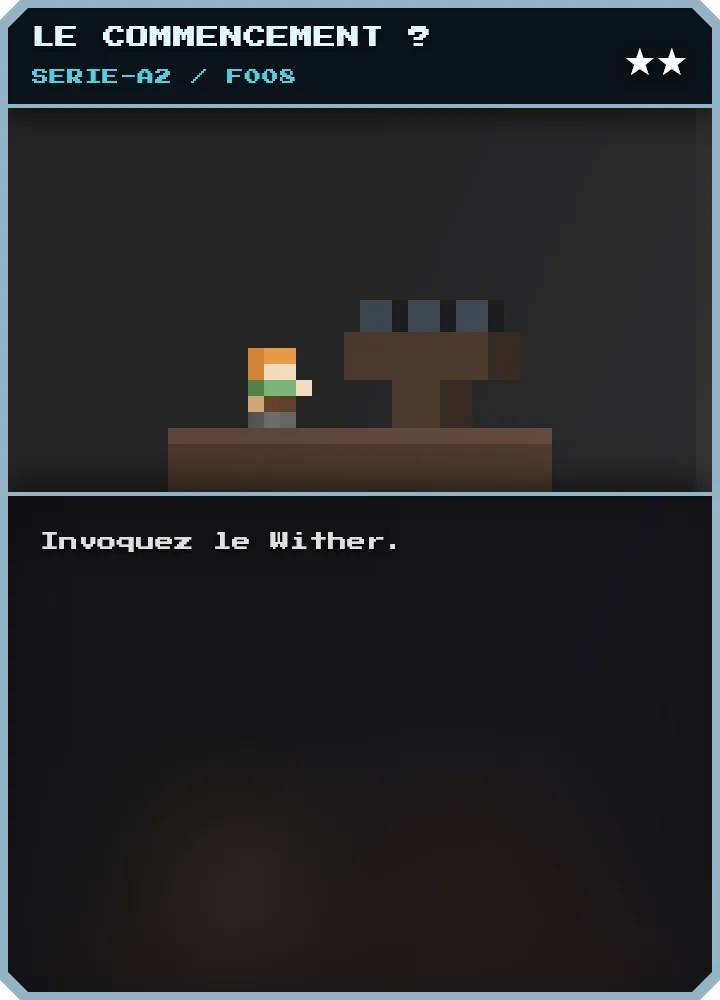 LE COMMENCEMENT ?
SERIE-A2 / F008
★★
Invoquez le Wither.